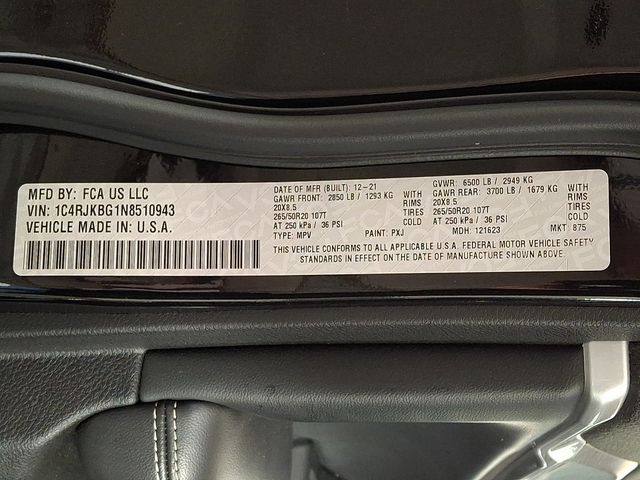 MFD BY: FCA US LLC
VIN: 1C4RJKBG1N8510943
VEHICLE MADE IN: U.S.A.
DATE OF MFR (BUILT): 12-21
GAWR FRONT: 2850 LB / 1293 KG WITH
20X8.5 RIMS
265/50R20 107T TIRES
AT 250 kPa / 36 PSI COLD
PAINT: PXJ
GVWR: 6500 LB / 2949 KG
GAWR REAR: 3700 LB / 1679 KG WITH
20X8.5 RIMS
265/50R20 107T TIRES
AT 250 kPa / 36 PSI COLD
TYPE: MPV
MDH: 121623
MKT: 875
THIS VEHICLE CONFORMS TO ALL APPLICABLE U.S.A. FEDERAL MOTOR VEHICLE SAFETY
STANDARDS IN EFFECT ON THE DATE OF MANUFACTURE SHOWN ABOVE.